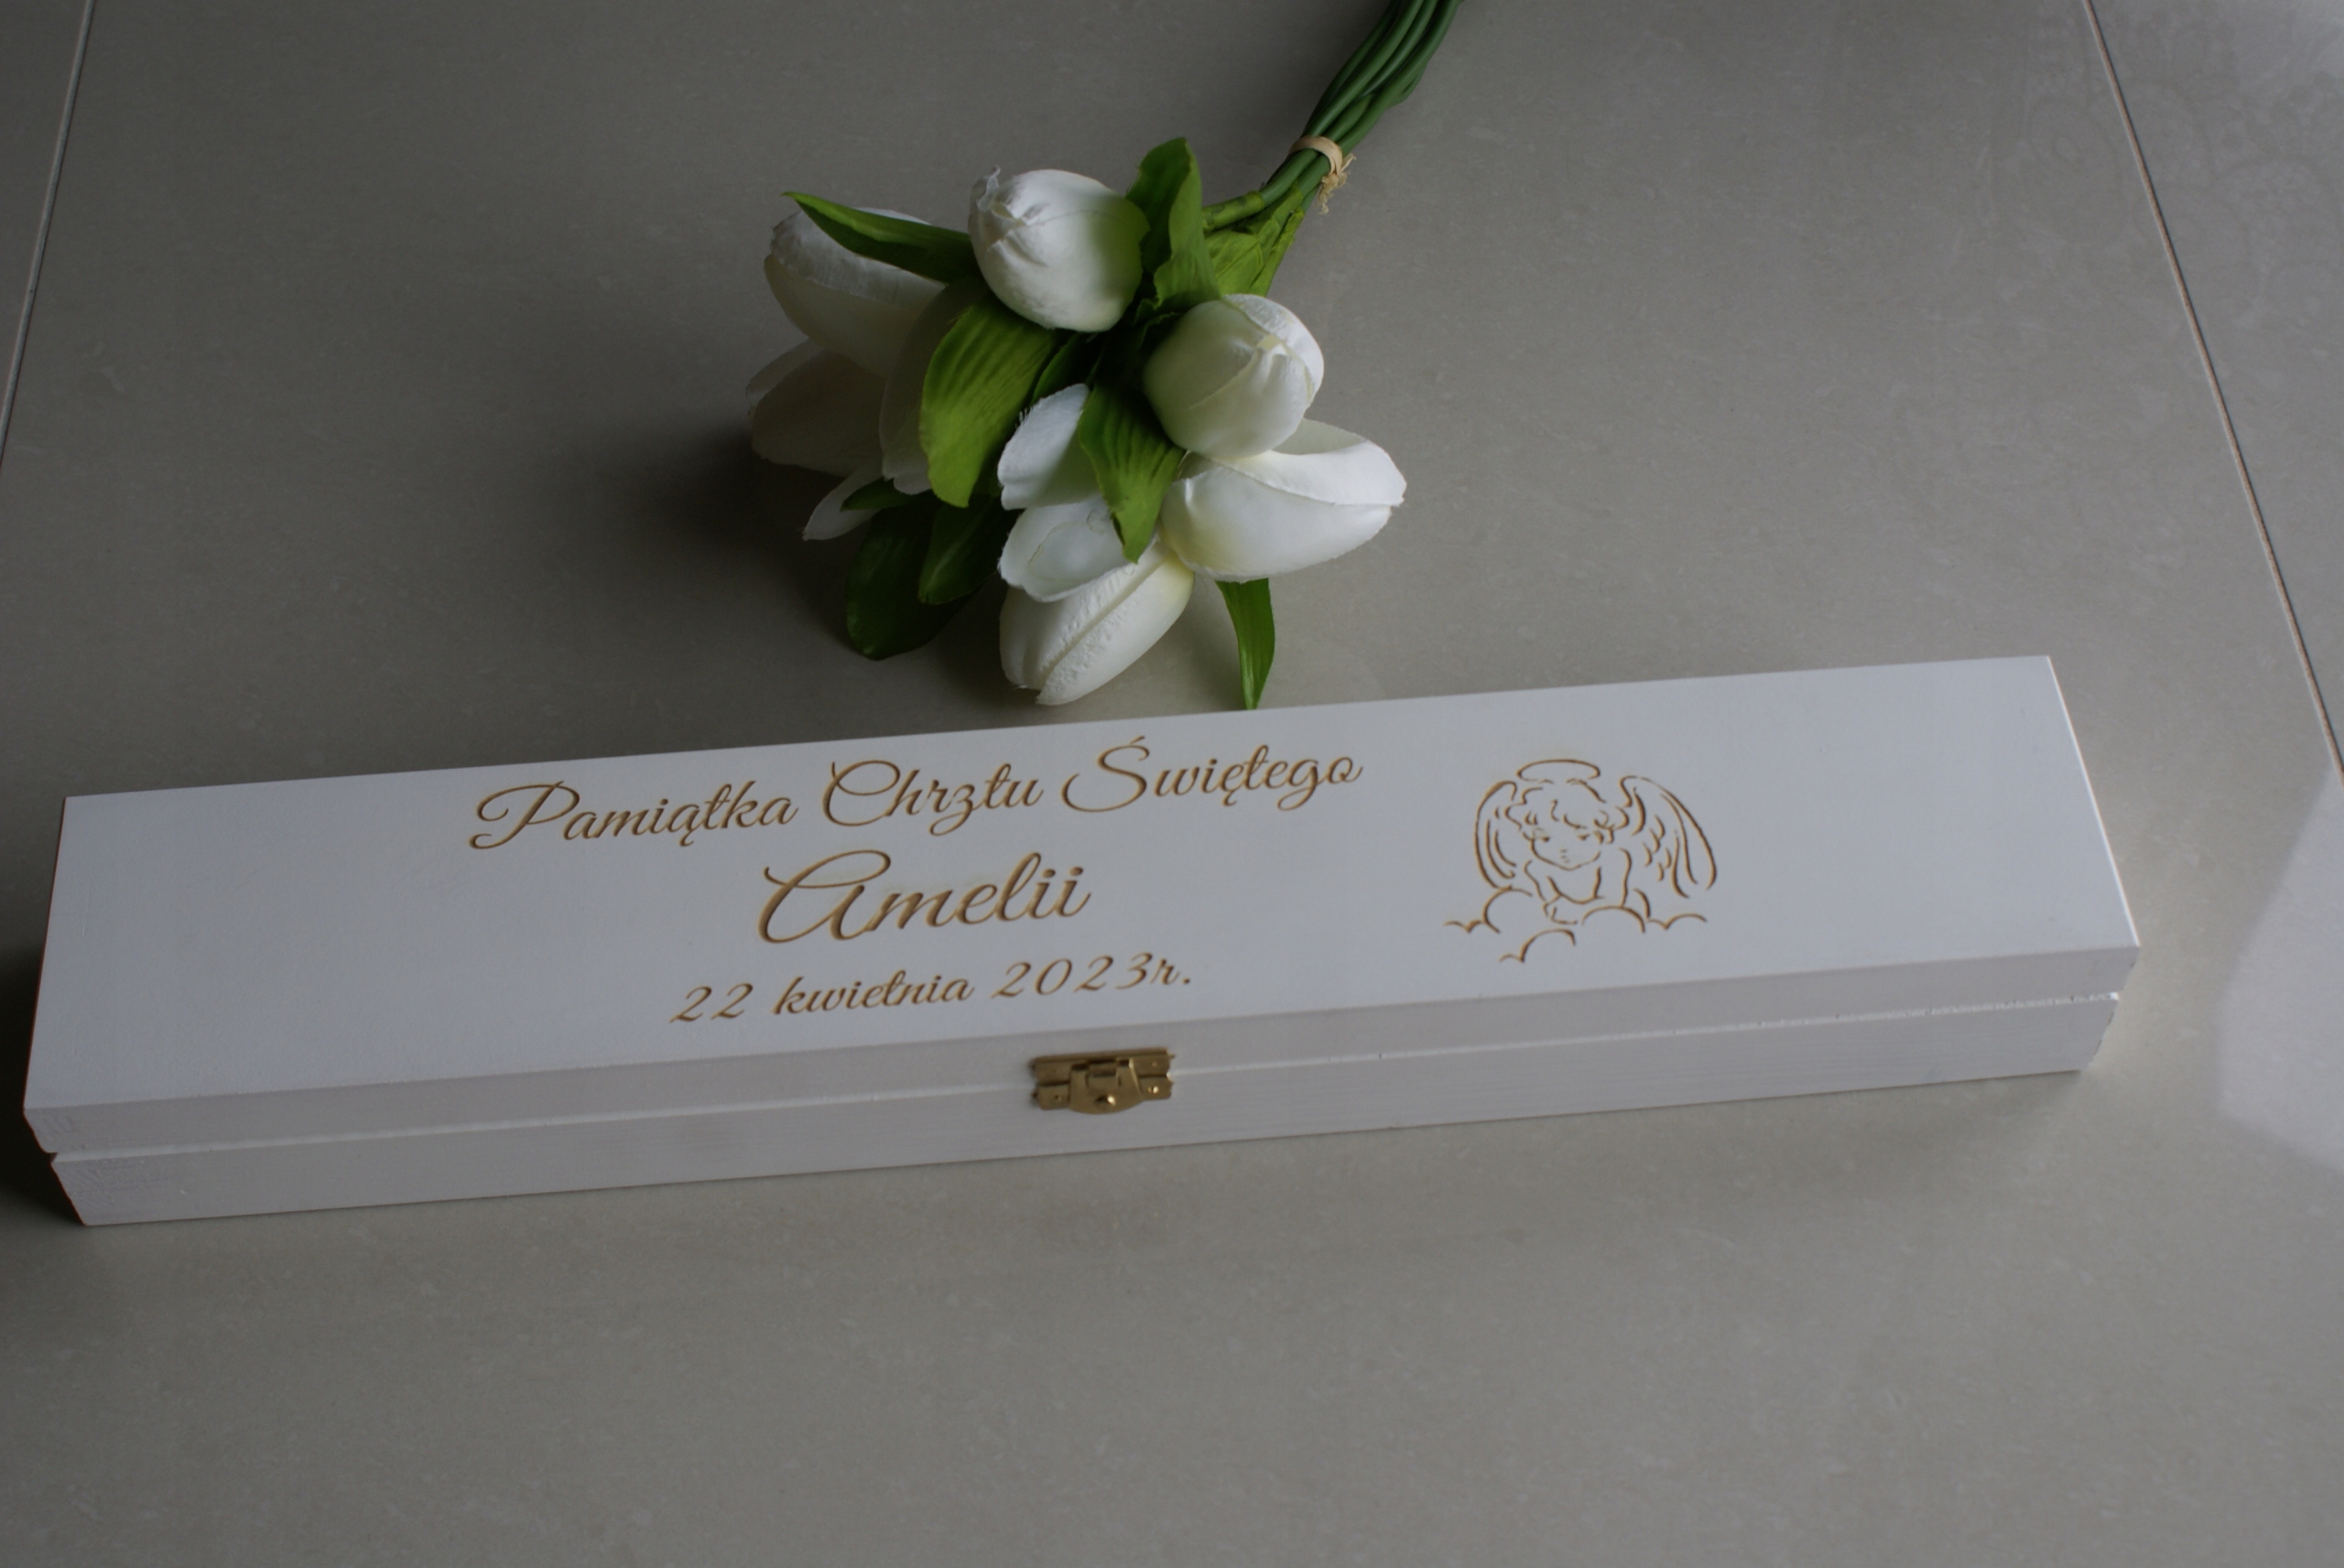 Pamiątka Chrztu Świętego
Amelii
22 kwietnia 2023r.